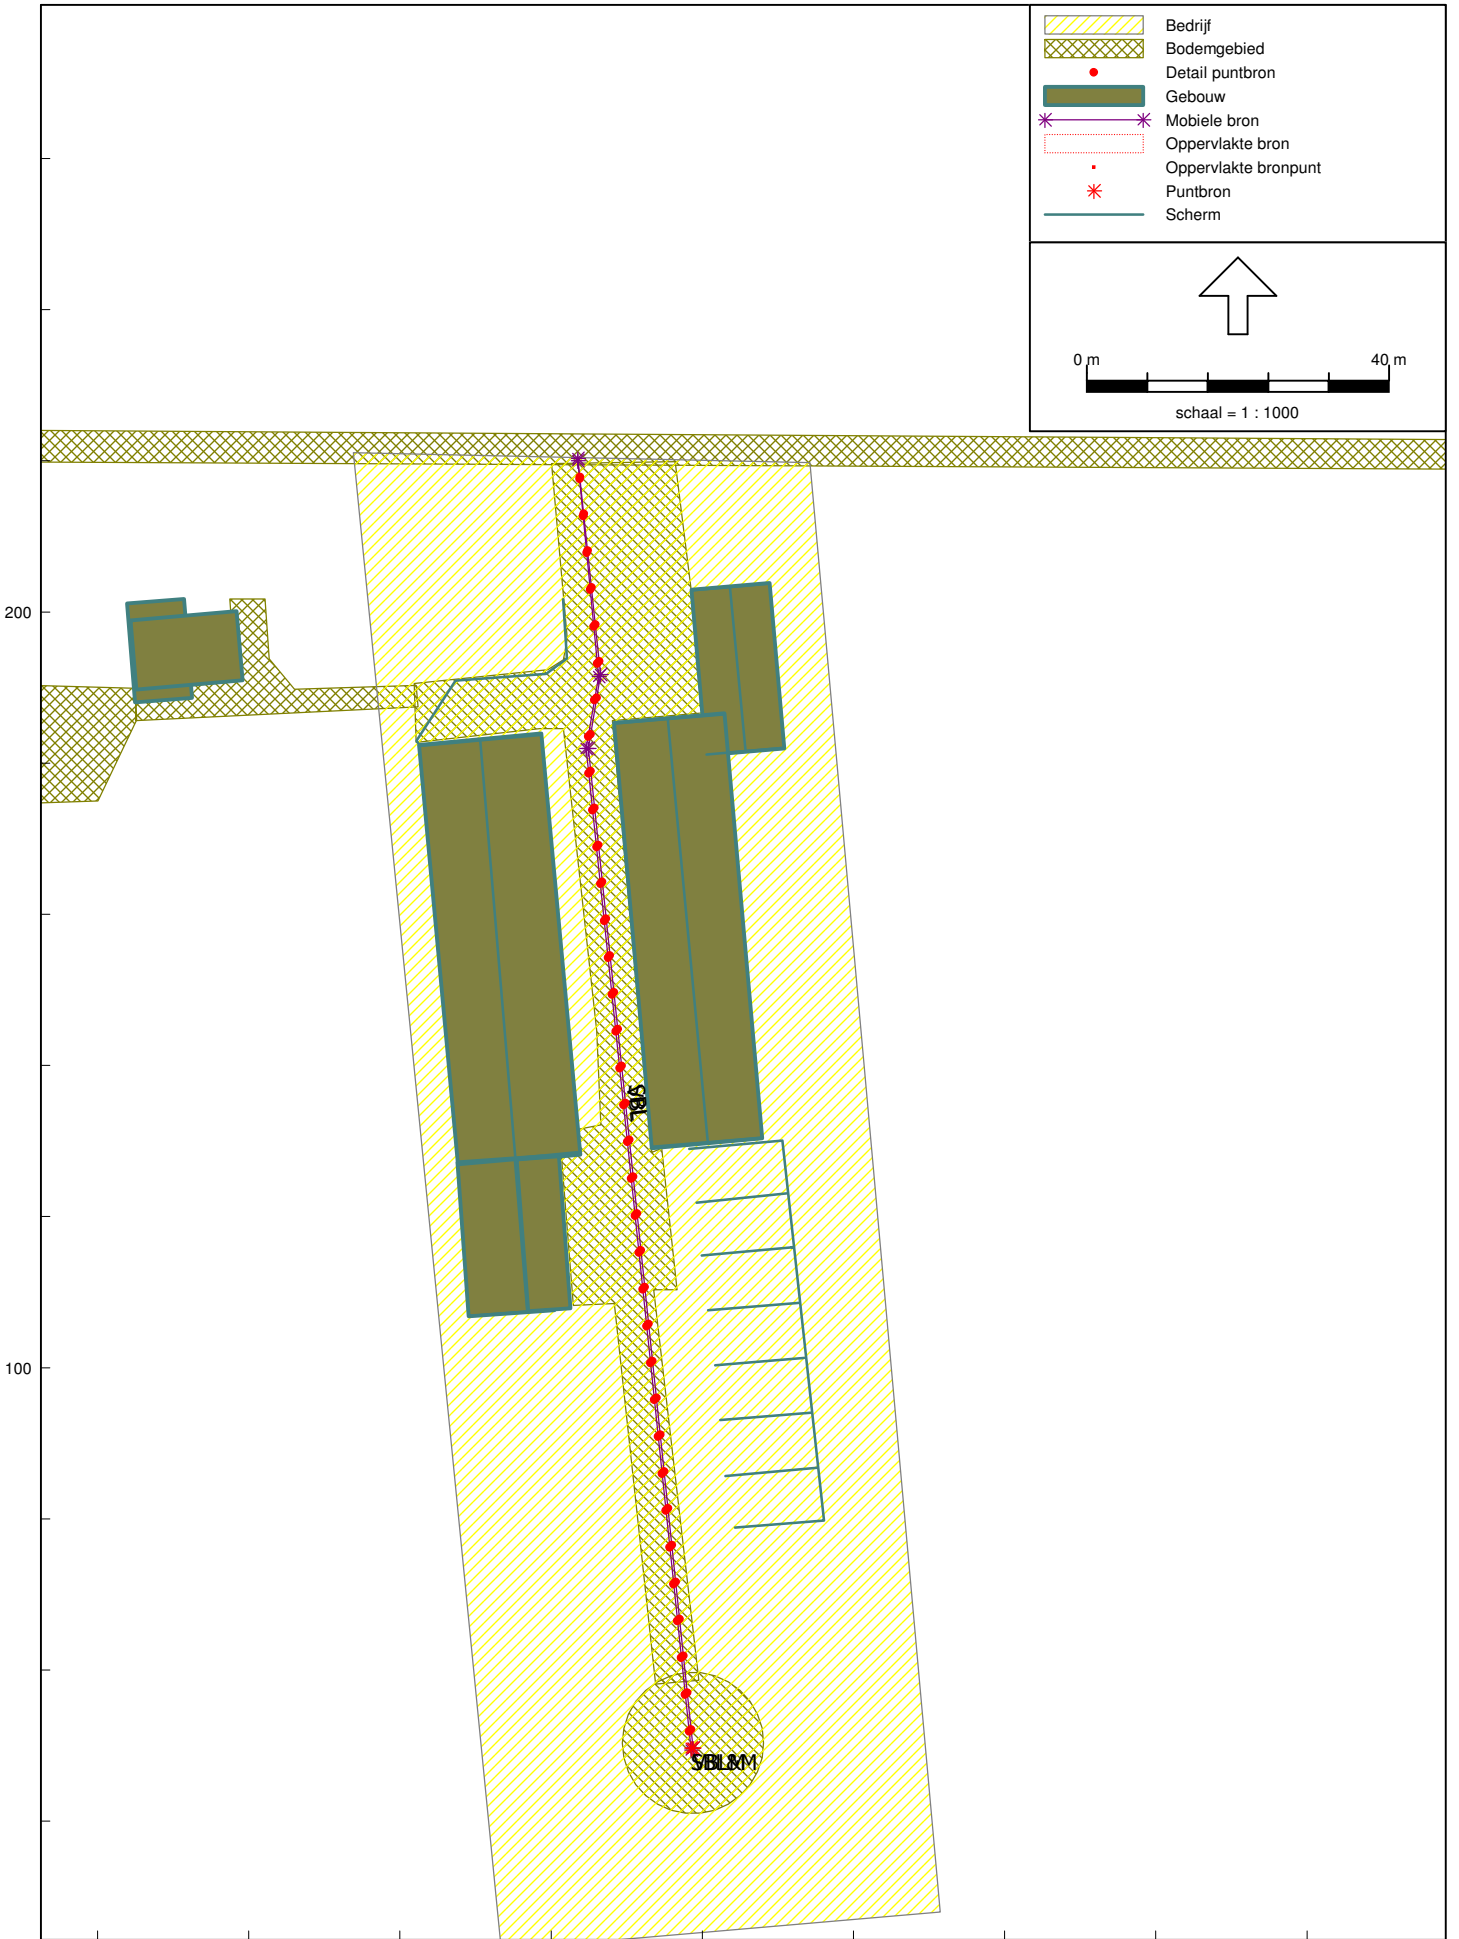 Bedrijf
Bodemgebied
Detail puntbron
Gebouw
Mobiele bron
Oppervlakte bron
Oppervlakte bronpunt
Puntbron
Scherm
0 m 40 m
schaal = 1 : 1000
200
100